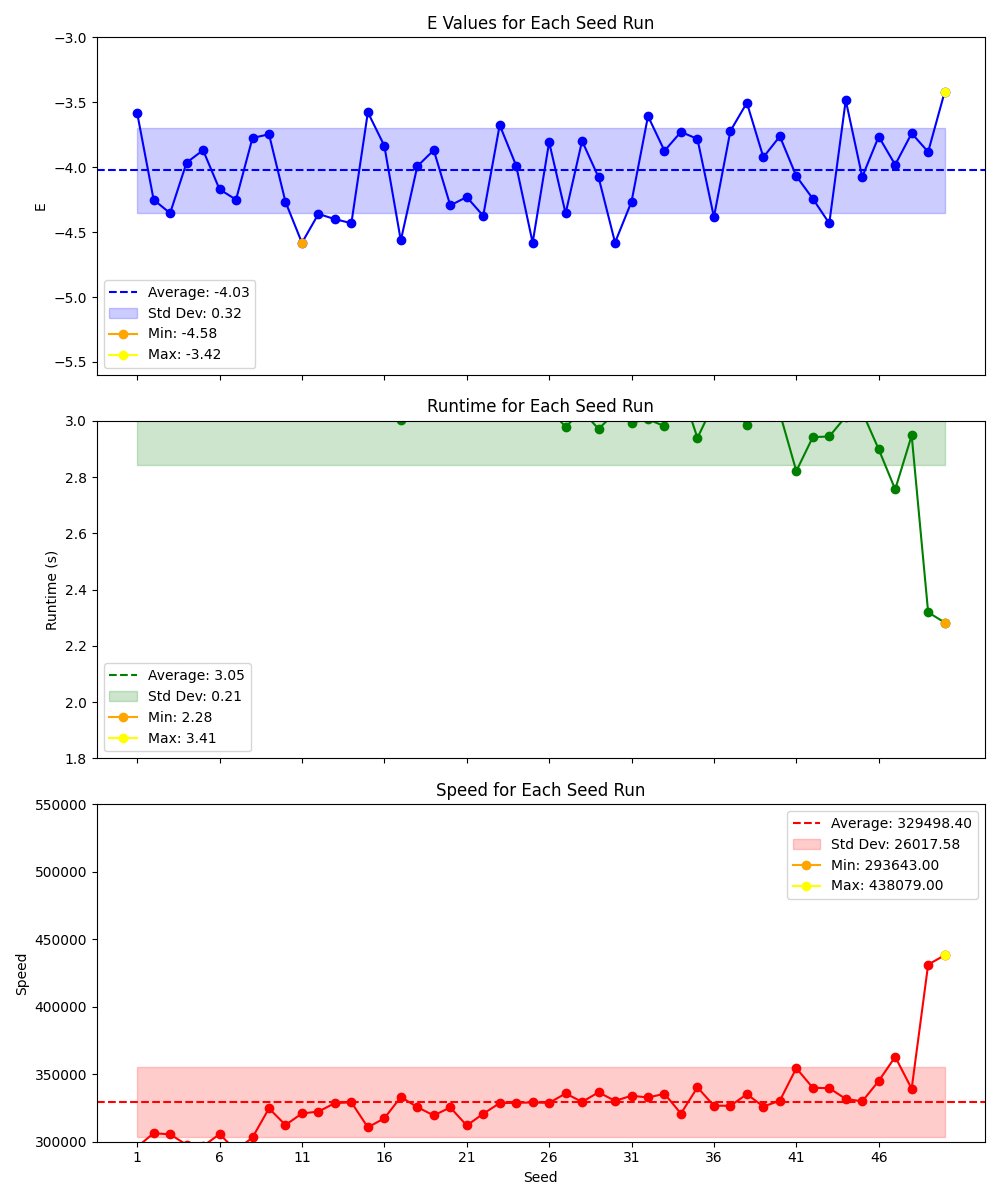 E Values for Each Seed Run
−3.0
−3.5
−4.0
−4.5
−5.0
−5.5
E
Average: -4.03
Std Dev: 0.32
Min: -4.58
Max: -3.42
Runtime for Each Seed Run
3.0
2.8
2.6
2.4
2.2
2.0
1.8
Runtime (s)
Average: 3.05
Std Dev: 0.21
Min: 2.28
Max: 3.41
Speed for Each Seed Run
550000
500000
450000
400000
350000
300000
Speed
Average: 329498.40
Std Dev: 26017.58
Min: 293643.00
Max: 438079.00
1 6 11 16 21 26 31 36 41 46
Seed